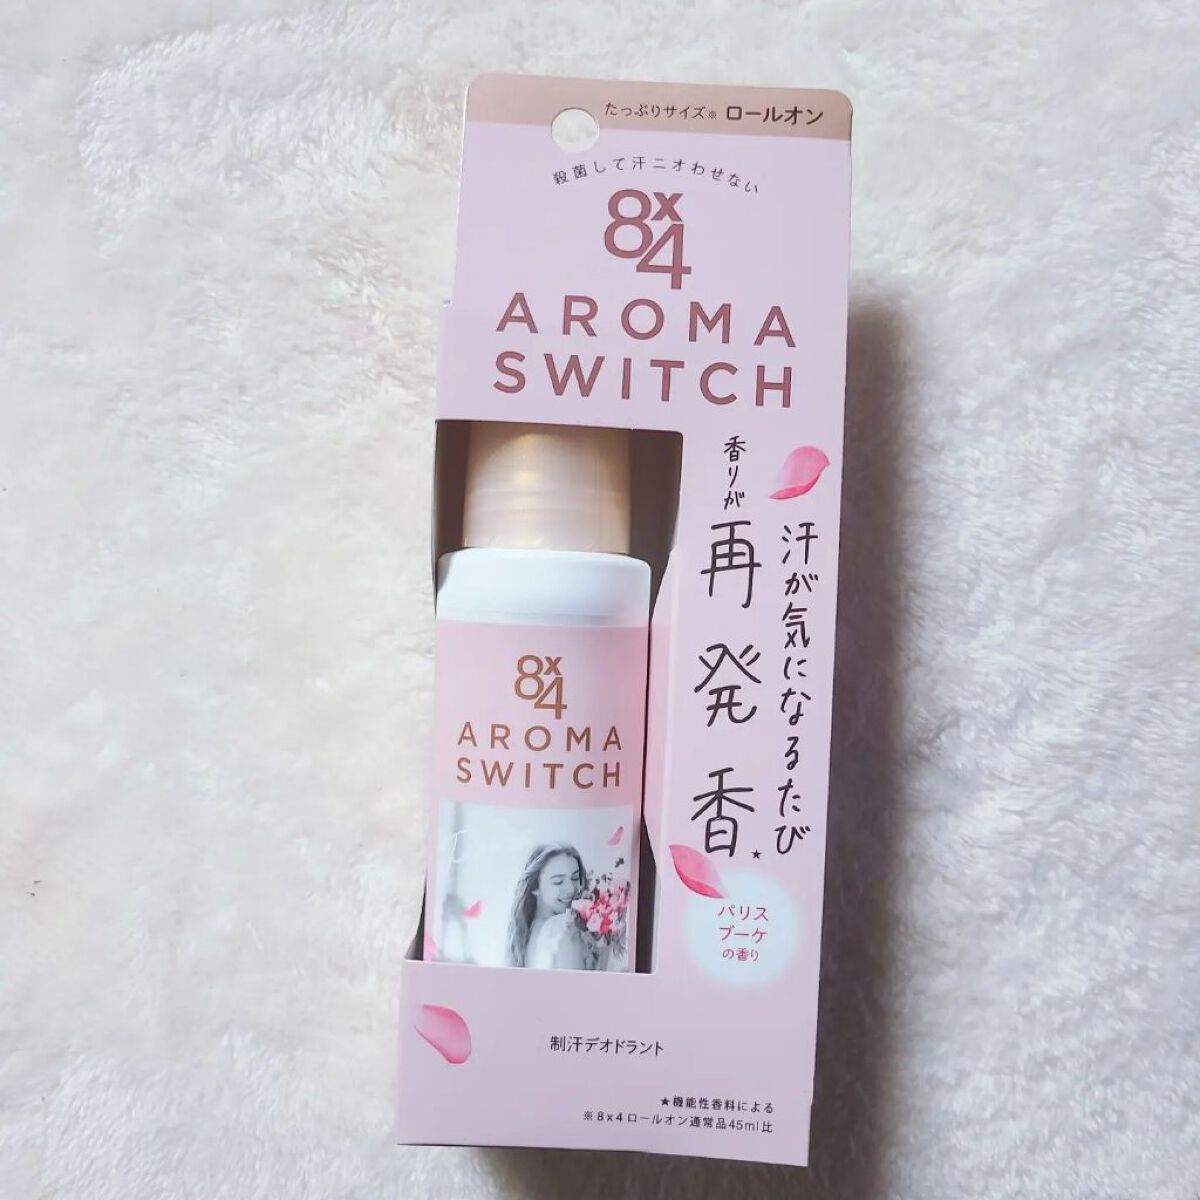 たっぷりサイズ※ ロールオン
殺菌して汗ニオわせない
8x4
AROMA
SWITCH
汗が気になるたび
香りが
再発香★
8x4
AROMA
SWITCH
パリス
ブーケ
の香り
制汗デオドラント
★機能性香料による
※8x4ロールオン通常品45ml比